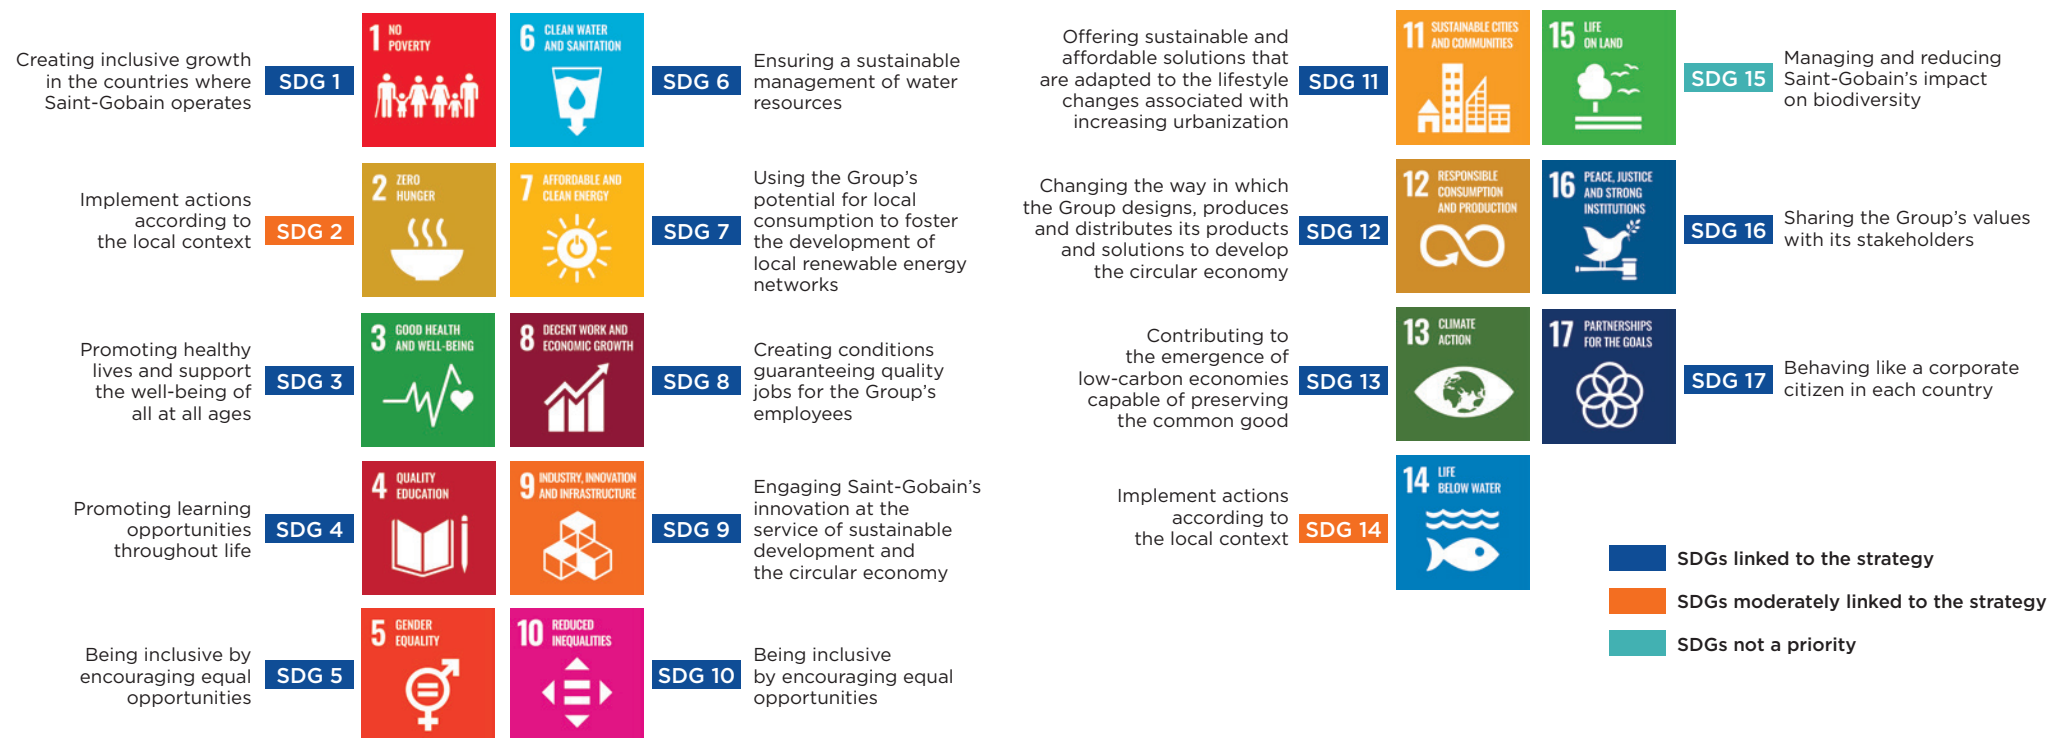 Creating inclusive growth
in the countries where
Saint-Gobain operates
SDG 1
1 NO
POVERTY
6 CLEAN WATER
AND SANITATION
SDG 6
Ensuring a sustainable
management of water
resources
Implement actions
according to
the local context
SDG 2
2 ZERO
HUNGER
7 AFFORDABLE AND
CLEAN ENERGY
SDG 7
Using the Group's
potential for local
consumption to foster
the development of
local renewable energy
networks
Promoting healthy
lives and support
the well-being of
all at all ages
SDG 3
3 GOOD HEALTH
AND WELL-BEING
8 DECENT WORK AND
ECONOMIC GROWTH
SDG 8
Creating conditions
guaranteeing quality
jobs for the Group's
employees
Promoting learning
opportunities
throughout life
SDG 4
4 QUALITY
EDUCATION
9 INDUSTRY, INNOVATION
AND INFRASTRUCTURE
SDG 9
Engaging Saint-Gobain's
innovation at the
service of sustainable
development and
the circular economy
Being inclusive by
encouraging equal
opportunities
SDG 5
5 GENDER
EQUALITY
10 REDUCED
INEQUALITIES
SDG 10
Being inclusive
by encouraging equal
opportunities
Offering sustainable and
affordable solutions that
are adapted to the lifestyle
changes associated with
increasing urbanization
SDG 11
11 SUSTAINABLE CITIES
AND COMMUNITIES
15 LIFE
ON LAND
SDG 15
Managing and reducing
Saint-Gobain's impact
on biodiversity
Changing the way in which
the Group designs, produces
and distributes its products
and solutions to develop
the circular economy
SDG 12
12 RESPONSIBLE
CONSUMPTION
AND PRODUCTION
16 PEACE, JUSTICE
AND STRONG
INSTITUTIONS
SDG 16
Sharing the Group's values
with its stakeholders
Contributing to
the emergence of
low-carbon economies
capable of preserving
the common good
SDG 13
13 CLIMATE
ACTION
17 PARTNERSHIPS
FOR THE GOALS
SDG 17
Behaving like a corporate
citizen in each country
Implement actions
according to
the local context
SDG 14
14 LIFE
BELOW WATER
SDGs linked to the strategy
SDGs moderately linked to the strategy
SDGs not a priority